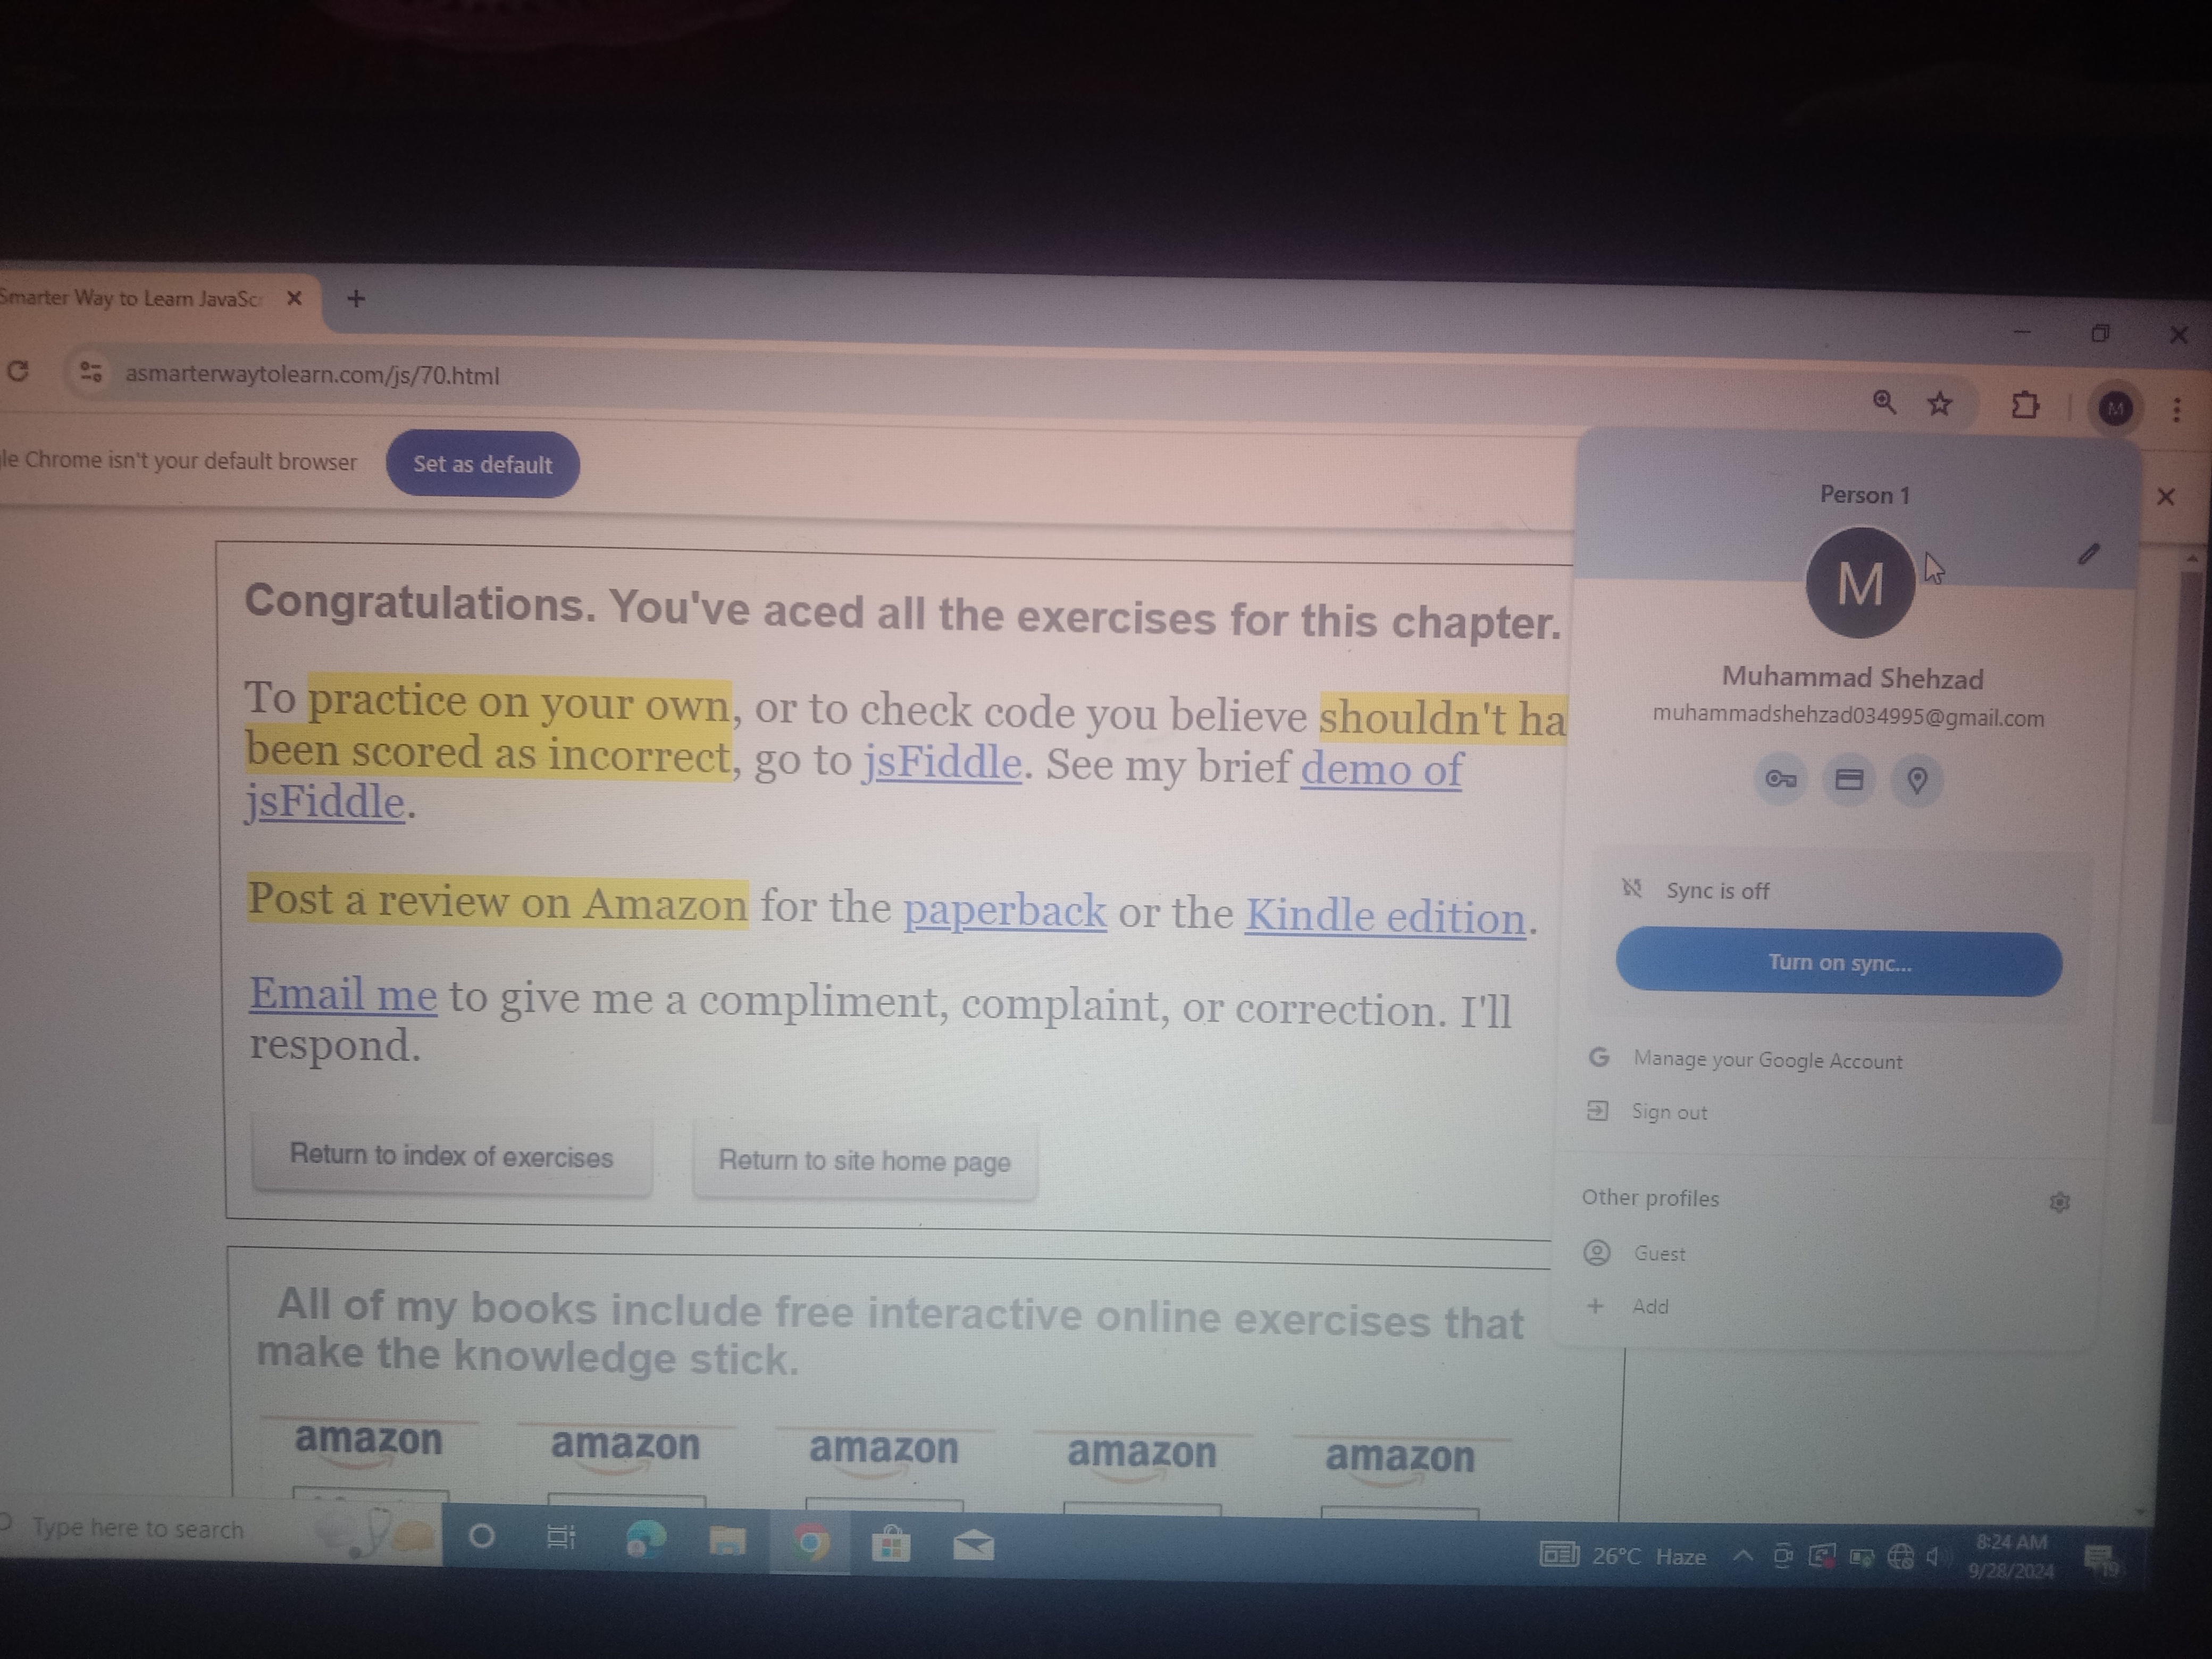 Smarter Way to Learn JavaSc
asmarterwaytolearn.com/js/70.html
M
le Chrome isn't your default browser
Set as default
Person 1
M
Muhammad Shehzad
muhammadshehzad034995@gmail.com
Sync is off
Turn on sync...
Manage your Google Account
Sign out
Other profiles
Guest
Add
Congratulations. You've aced all the exercises for this chapter.
To practice on your own, or to check code you believe shouldn't ha
been scored as incorrect, go to jsFiddle. See my brief demo of
jsFiddle.
Post a review on Amazon for the paperback or the Kindle edition.
Email me to give me a compliment, complaint, or correction. I'll
respond.
Return to index of exercises
Return to site home page
All of my books include free interactive online exercises that
make the knowledge stick.
amazon amazon amazon amazon amazon
Type here to search
26°C Haze
8:24 AM
9/28/2024
19